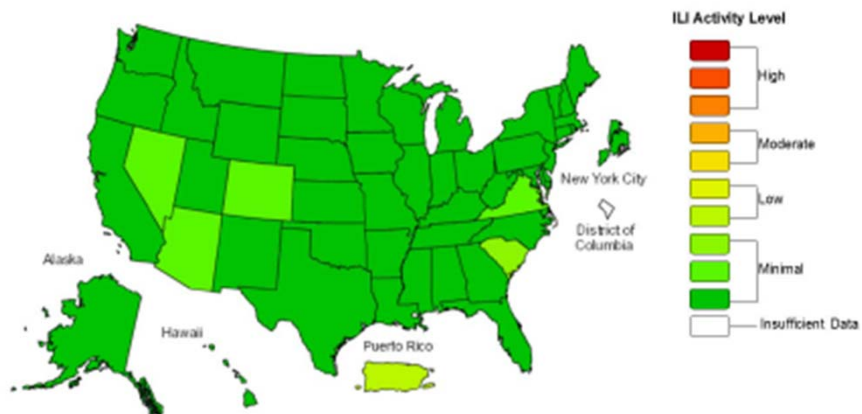 ILI Activity Level
High
Moderate
Low
Minimal
Insufficient Data
New York City
District of
Columbia
Alaska
Hawaii
Puerto Rico